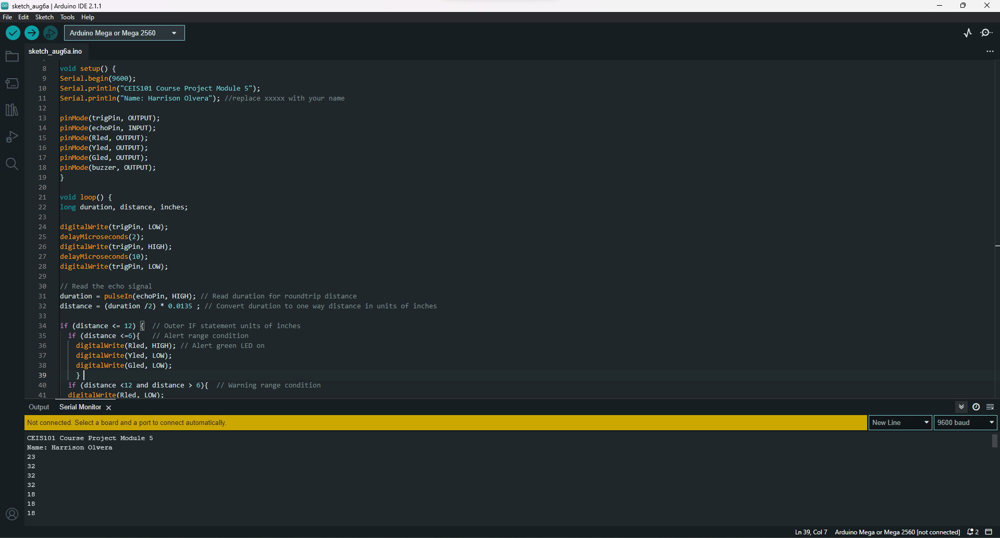 sketch_aug6a | Arduino IDE 2.1.1
File Edit Sketch Tools Help
Arduino Mega or Mega 2560
sketch_aug6a.ino
8 void setup() {
9 Serial.begin(9600);
10 Serial.println("CEIS101 Course Project Module 5");
11 Serial.println("Name: Harrison Olvera"); //replace xxxxx with your name
12
13 pinMode(trigPin, OUTPUT);
14 pinMode(echoPin, INPUT);
15 pinMode(Rled, OUTPUT);
16 pinMode(Yled, OUTPUT);
17 pinMode(Gled, OUTPUT);
18 pinMode(buzzer, OUTPUT);
19 }
20
21 void loop() {
22 long duration, distance, inches;
23
24 digitalWrite(trigPin, LOW);
25 delayMicroseconds(2);
26 digitalWrite(trigPin, HIGH);
27 delayMicroseconds(10);
28 digitalWrite(trigPin, LOW);
29
30 // Read the echo signal
31 duration = pulseIn(echoPin, HIGH); // Read duration for roundtrip distance
32 distance = (duration /2) * 0.0135 ; // Convert duration to one way distance in units of inches
33
34 if (distance <= 12) { // Outer IF statement units of inches
35 if (distance <=6){ // Alert range condition
36 digitalWrite(Rled, HIGH); // Alert green LED on
37 digitalWrite(Yled, LOW);
38 digitalWrite(Gled, LOW);
39 }
40 if (distance <12 and distance > 6){ // Warning range condition
41 digitalWrite(Rled, LOW);
Output Serial Monitor
Not connected. Select a board and a port to connect automatically.
New Line 9600 baud
CEIS101 Course Project Module 5
Name: Harrison Olvera
23
32
32
32
18
18
18
Ln 39, Col 7 Arduino Mega or Mega 2560 [not connected] 2